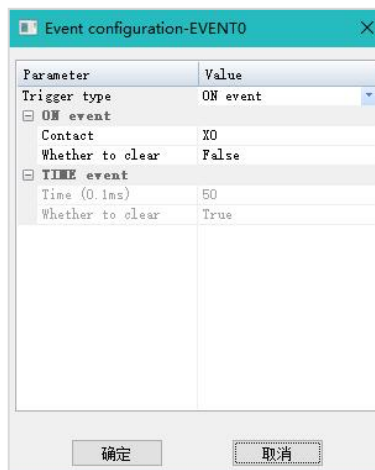 Event configuration-EVENT0
Parameter Value
Trigger type ON event
ON event
Contact X0
Whether to clear False
TIME event
Time (0.1ms) 50
Whether to clear True
确定 取消